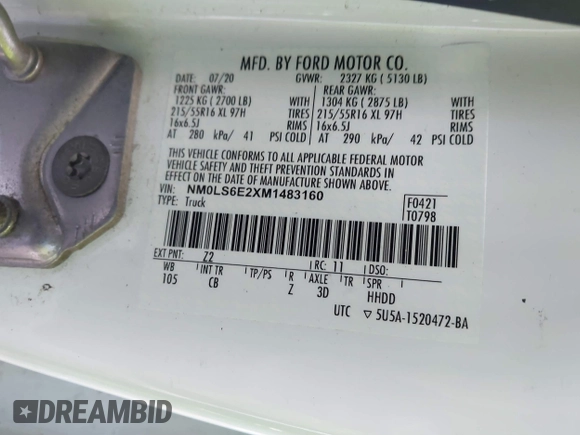 MFD. BY FORD MOTOR CO.
DATE: 07/20 GVWR: 2327 KG ( 5130 LB)
FRONT GAWR: REAR GAWR:
1225 KG ( 2700 LB) WITH 1304 KG ( 2875 LB) WITH
215/55R16 XL 97H TIRES 215/55R16 XL 97H TIRES
16x6.5J RIMS 16x6.5J RIMS
AT 280 kPa/ 41 PSI COLD AT 290 kPa/ 42 PSI COLD
THIS VEHICLE CONFORMS TO ALL APPLICABLE FEDERAL MOTOR
VEHICLE SAFETY AND THEFT PREVENTION STANDARDS IN
EFFECT ON THE DATE OF MANUFACTURE SHOWN ABOVE.
VIN: NM0LS6E2XM1483160 F0421
TYPE: Truck T0798
EXT PNT: Z2 RC: 11 DSO:
WB INT TR TP/PS R AXLE TR SPR
105 CB Z 3D HHDD
UTC ▽ 5U5A-1520472-BA
DREAMBID